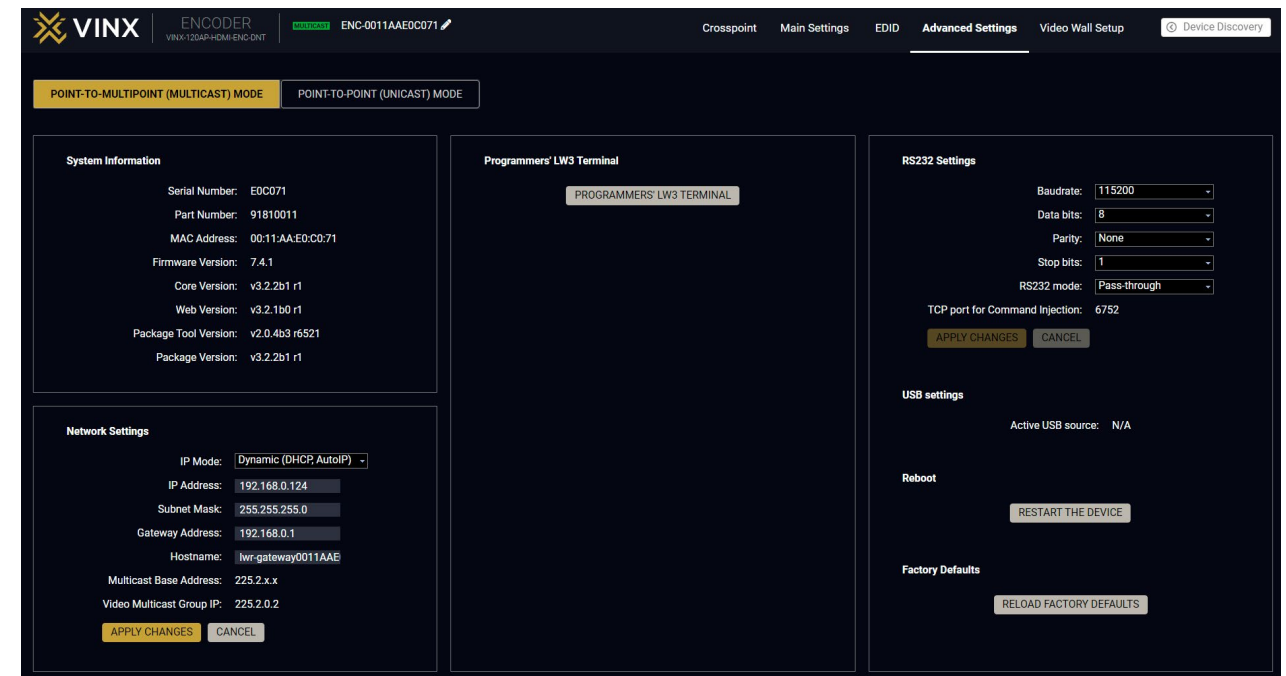 VINX
ENCODER
VINX-120AP-HDMI-ENC-DNT
MULTICAST
ENC-0011AAE0C071
Crosspoint
Main Settings
EDID
Advanced Settings
Video Wall Setup
Device Discovery
POINT-TO-MULTIPOINT (MULTICAST) MODE
POINT-TO-POINT (UNICAST) MODE
System Information
Serial Number: E0C071
Part Number: 91810011
MAC Address: 00:11:AA:E0:C0:71
Firmware Version: 7.4.1
Core Version: v3.2.2b1 r1
Web Version: v3.2.1b0 r1
Package Tool Version: v2.0.4b3 r6521
Package Version: v3.2.2b1 r1
Network Settings
IP Mode: Dynamic (DHCP, AutoIP)
IP Address: 192.168.0.124
Subnet Mask: 255.255.255.0
Gateway Address: 192.168.0.1
Hostname: lwr-gateway0011AAE
Multicast Base Address: 225.2.x.x
Video Multicast Group IP: 225.2.0.2
APPLY CHANGES CANCEL
Programmers' LW3 Terminal
PROGRAMMERS' LW3 TERMINAL
RS232 Settings
Baudrate: 115200
Data bits: 8
Parity: None
Stop bits: 1
RS232 mode: Pass-through
TCP port for Command Injection: 6752
APPLY CHANGES CANCEL
USB settings
Active USB source: N/A
Reboot
RESTART THE DEVICE
Factory Defaults
RELOAD FACTORY DEFAULTS